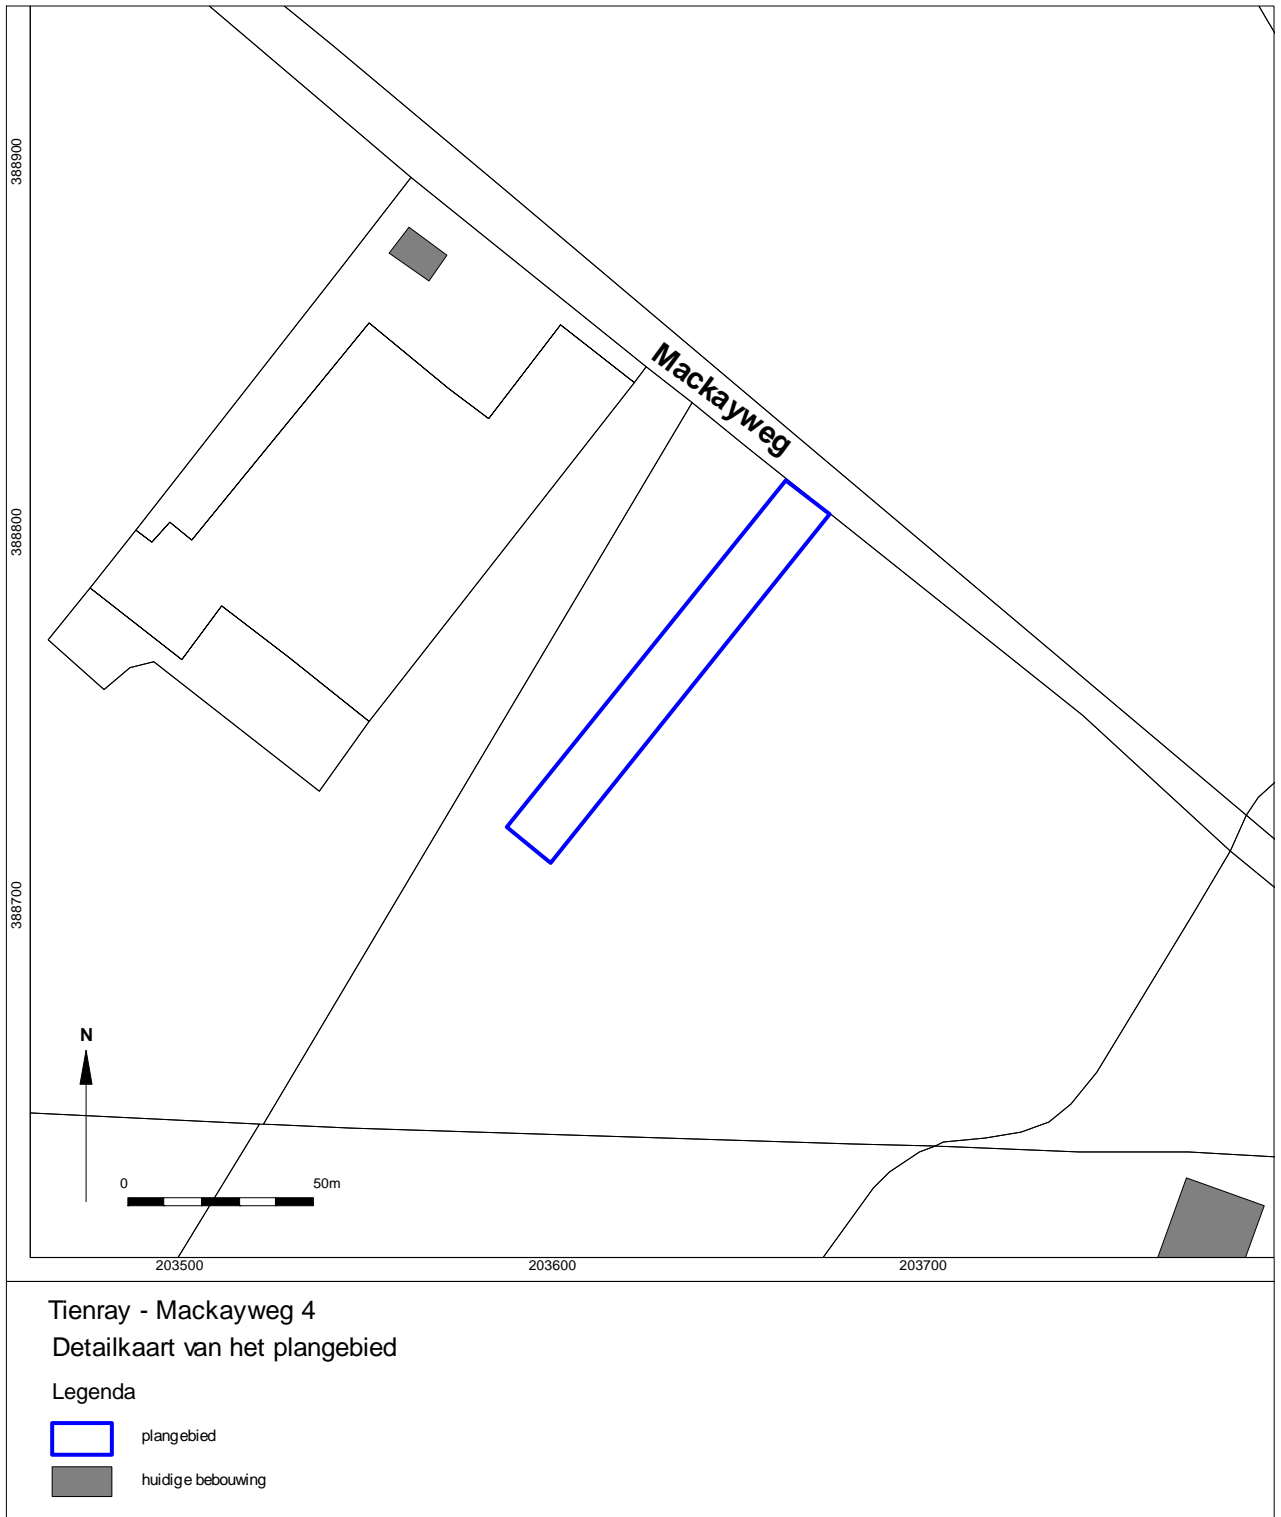 388900
Mackayweg
388800
388700
N
0 50m
203500 203600 203700
Tienray - Mackayweg 4
Detailkaart van het plangebied
Legenda
plangebied
huidige bebouwing